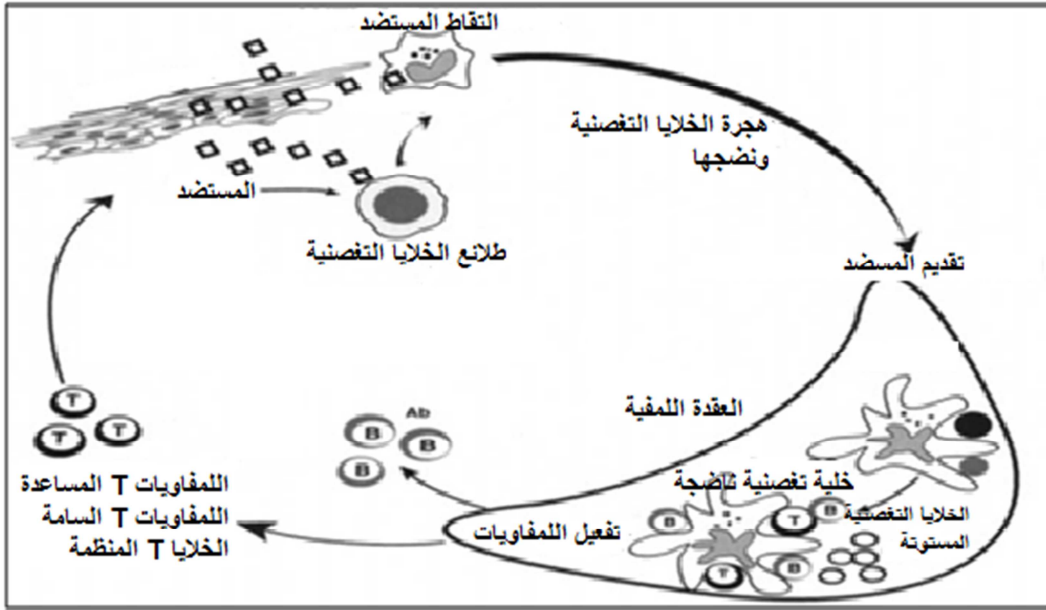 التقاط المستضد
هجرة الخلايا التغصنية
ونضجها
المستضد
طلائع الخلايا التغصنية
تقديم المسضد
العقدة اللمفية
Ab
B
B
B
T
T
T
خلية تغصنية ناضجة
B
T
B
الخلايا التغصنية
المستوتة
تفعيل اللمفاويات
T
B
اللمفاويات T المساعدة
اللمفاويات T السامة
الخلايا T المنظمة